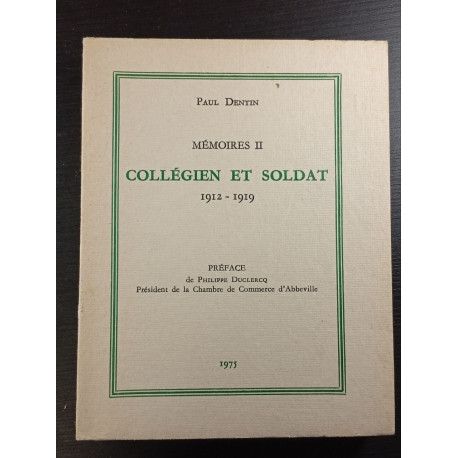 Paul Denyin
MÉMOIRES II
COLLÉGIEN ET SOLDAT
1912 - 1919
PRÉFACE
de Philippe Duclercq
Président de la Chambre de Commerce d'Abbeville
1975